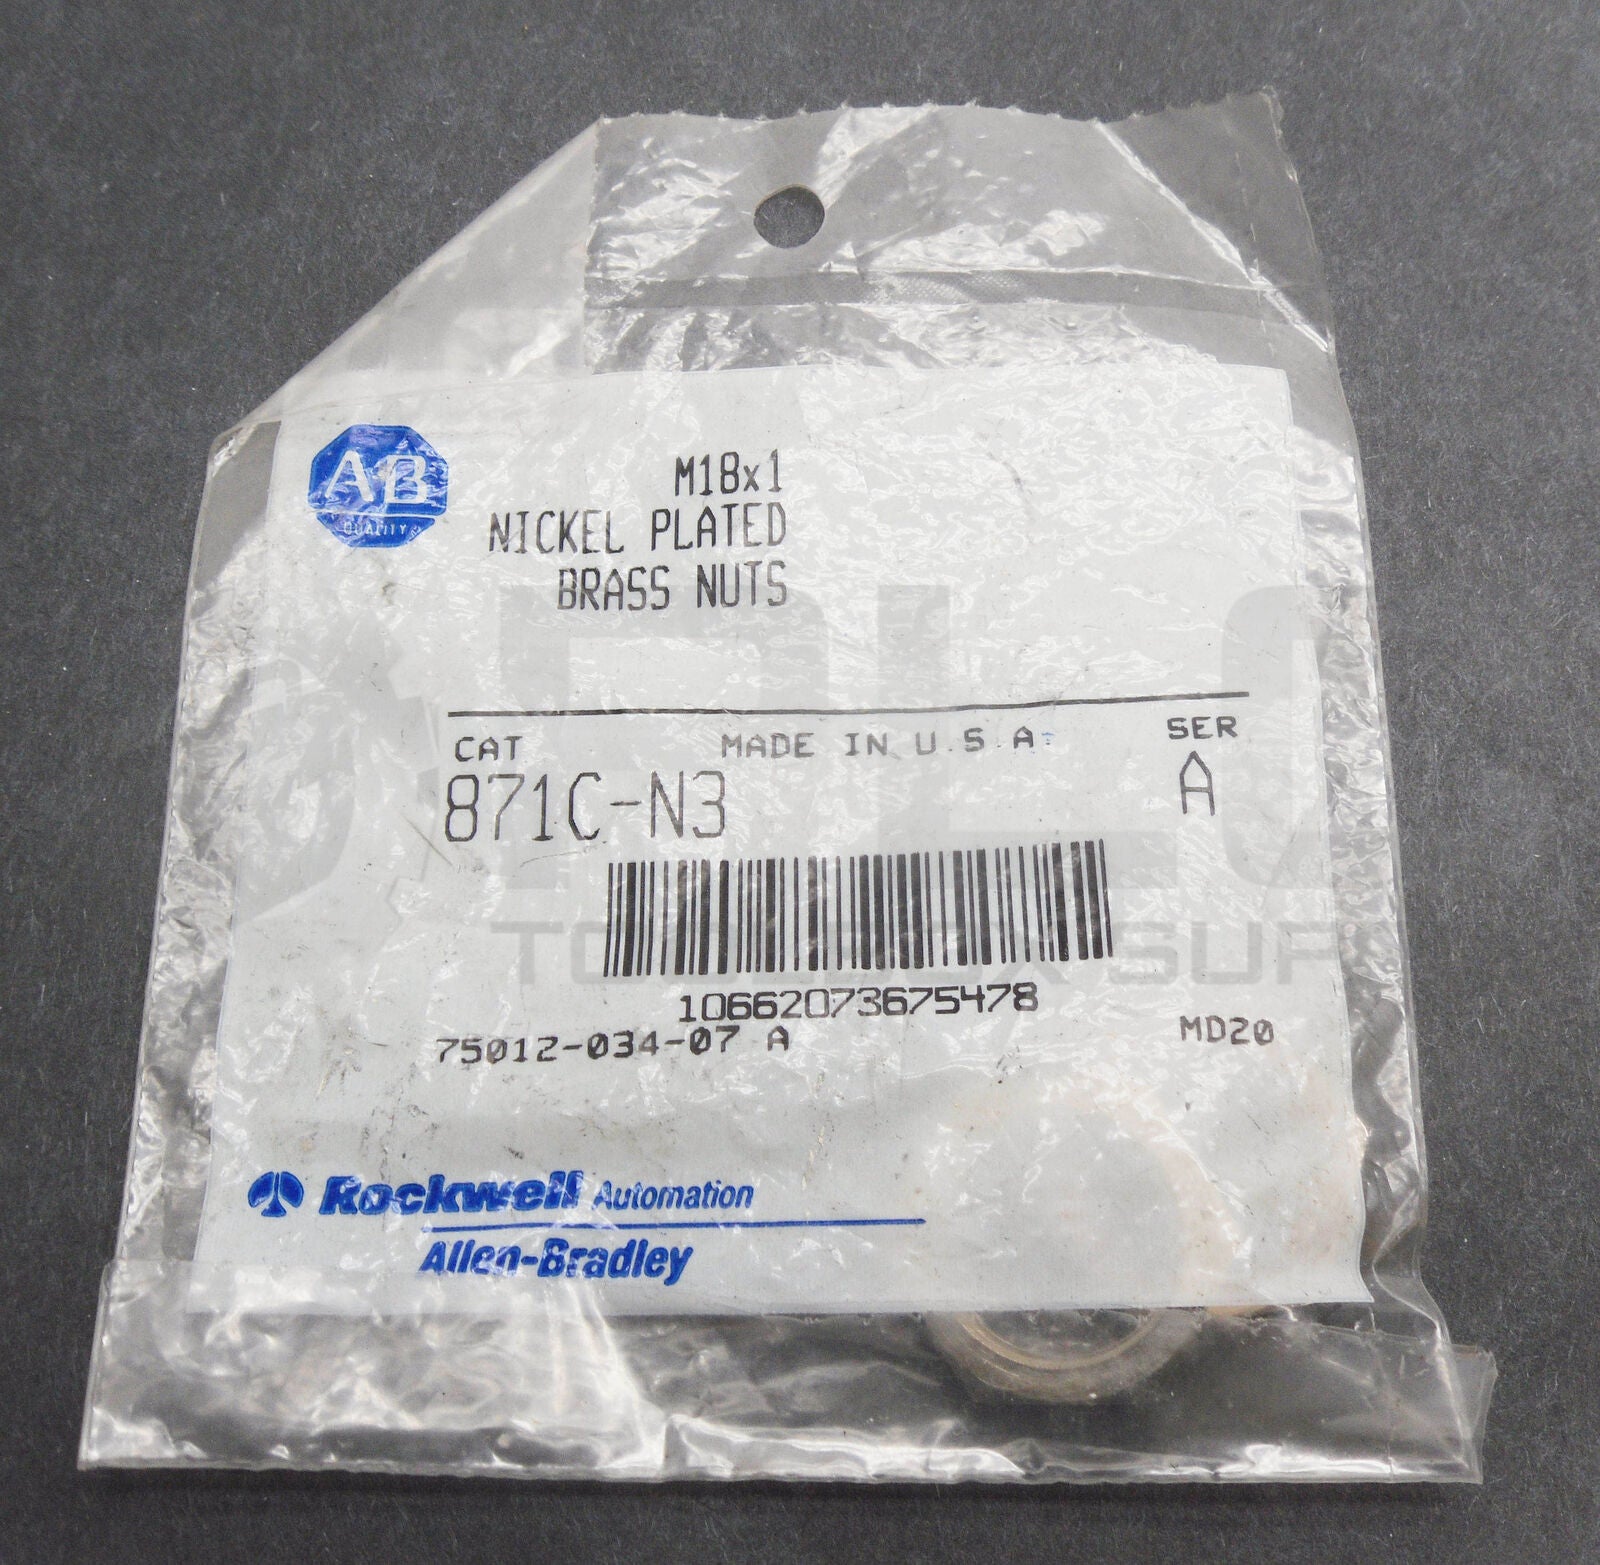 AB
QUALITY
M18x1
NICKEL PLATED
BRASS NUTS
CAT MADE IN U.S.A. SER
871C-N3 A
10662073675478
75012-034-07 A MD20
Rockwell Automation
Allen-Bradley